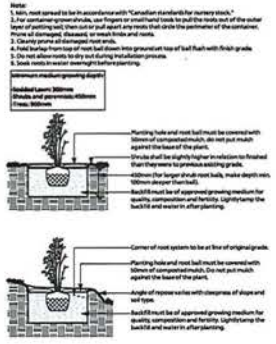 Note:
1. Min. root spread to be in accordance with "Canadian standards for nursery stock."
2. For container-grown shrubs, use fingers or small hand tools to pull the roots out of the outer
layer of potting soil; then cut or pull apart any roots that circle the perimeter of the container.
Prune all damaged, diseased, or weak limbs and roots.
3. Cleanly prune all damaged root ends.
4. Fold burlap from top of root ball down into ground at top of ball flush with finish grade.
5. Do not allow roots to dry out during installation process.
6. Soak roots in water overnight before planting.
Minimum medium growing depth:
-Sodded Lawn: 300mm
-Shrubs and perennials: 450mm
-Trees: 900mm
Planting hole and root ball must be covered with
50mm of composted mulch, do not put mulch
against the base of the plant.
Shrubs shall be slightly higher in relation to finished
than they were to previous existing grade.
450mm (for larger shrub root balls, make depth min.
100mm deeper than ball).
Backfill must be of approved growing medium for
quality, composition and fertility. Lightly tamp the
backfill and water in after planting.
Corner of root system to be at line of original grade.
Planting hole and root ball must be covered with
50mm of composted mulch. Do not put mulch
against the base of the plant.
Angle of repose varies with steepness of slope and
soil type.
Backfill must be of approved growing medium for
quality, composition and fertility. Lightly tamp the
backfill and water in after planting.